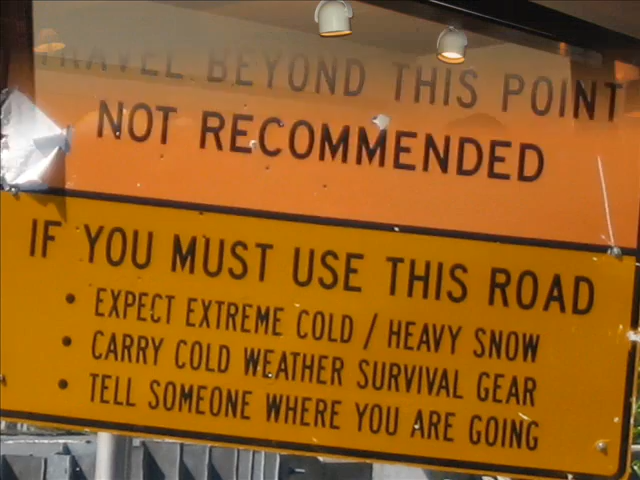 TRAVEL BEYOND THIS POINT
NOT RECOMMENDED
IF YOU MUST USE THIS ROAD
• EXPECT EXTREME COLD / HEAVY SNOW
• CARRY COLD WEATHER SURVIVAL GEAR
• TELL SOMEONE WHERE YOU ARE GOING